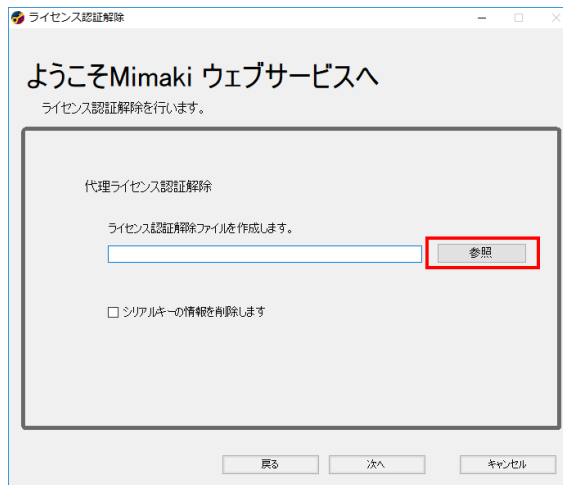 ライセンス認証解除
ようこそMimaki ウェブサービスへ
ライセンス認証解除を行います。
代理ライセンス認証解除
ライセンス認証解除ファイルを作成します。
参照
シリアルキーの情報を削除します
戻る
次へ
キャンセル